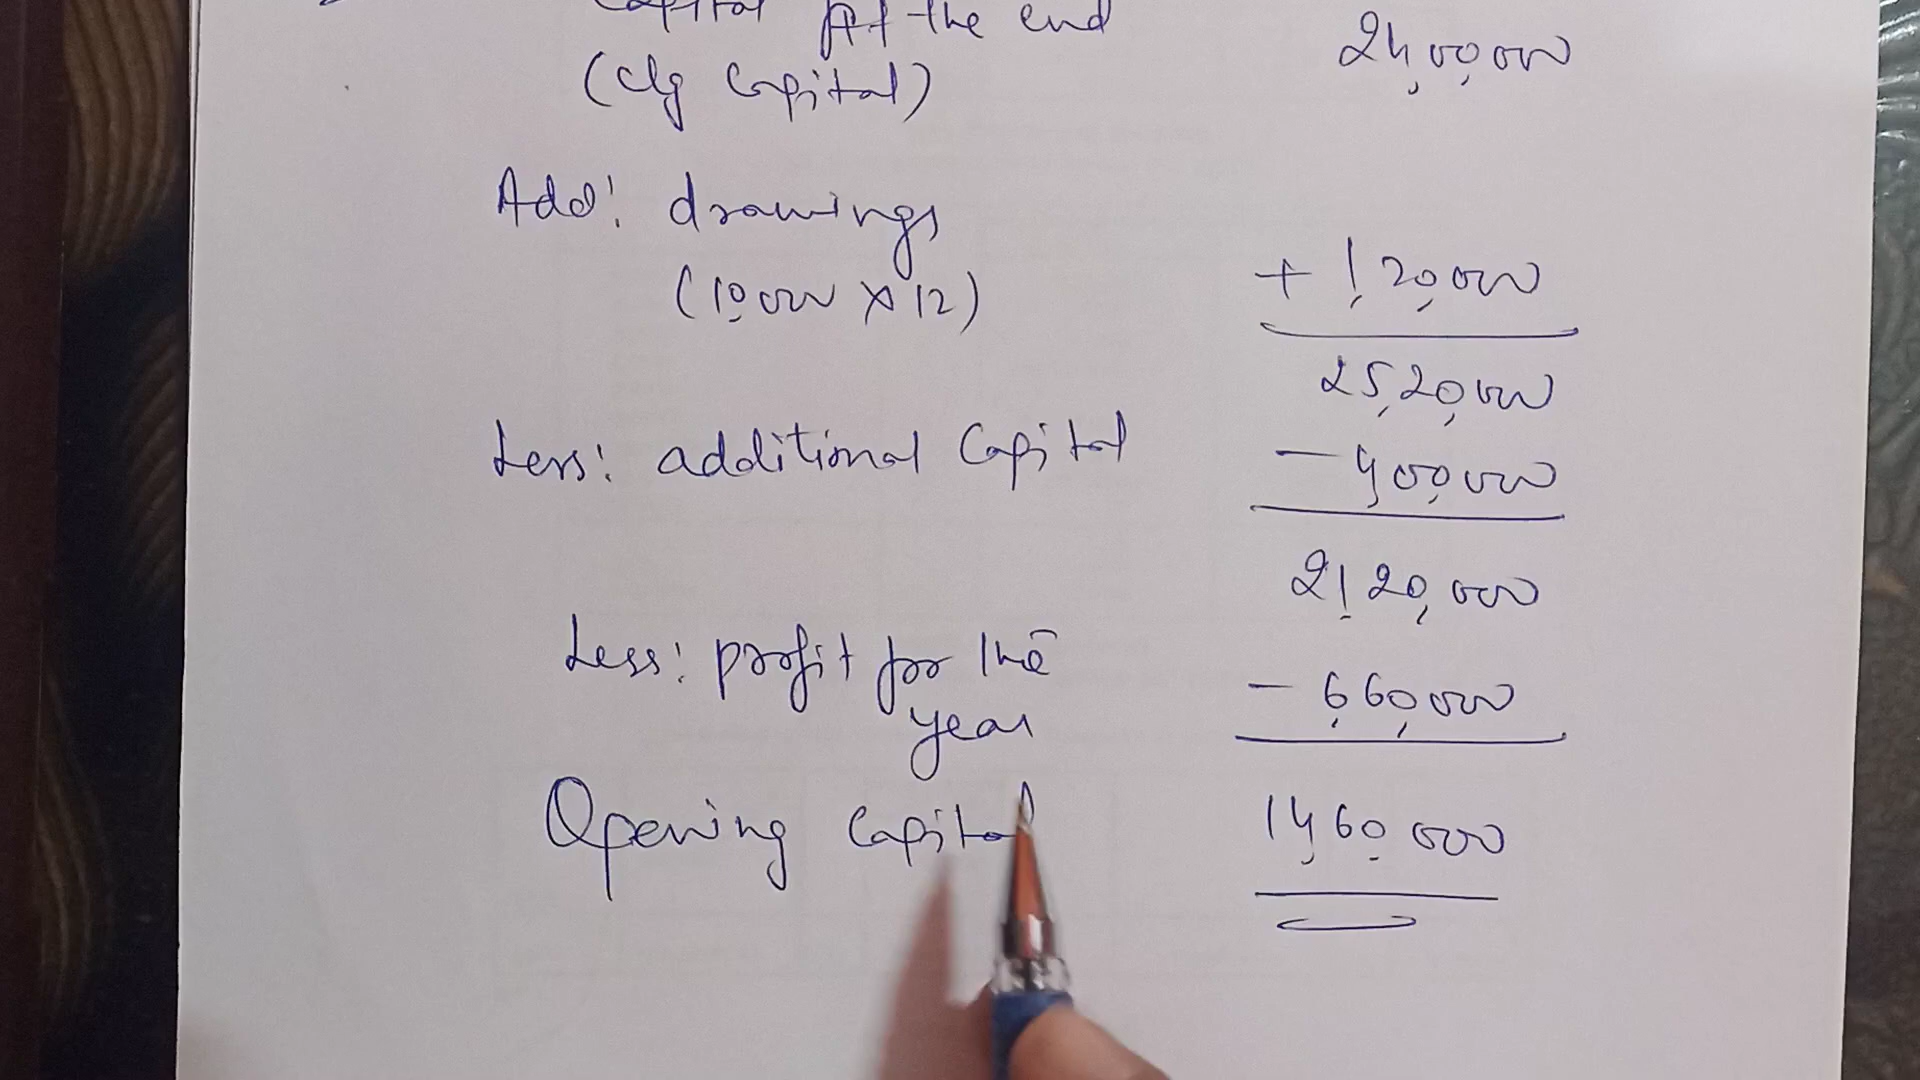 Capital At the end 24,00,000
(Clg Capital)
Add: drawings
(10,000 × 12) + 1,20,000
25,20,000
Less: additional Capital - 4,00,000
21,20,000
Less: profit for the - 6,60,000
year
Opening Capital 14,60,000